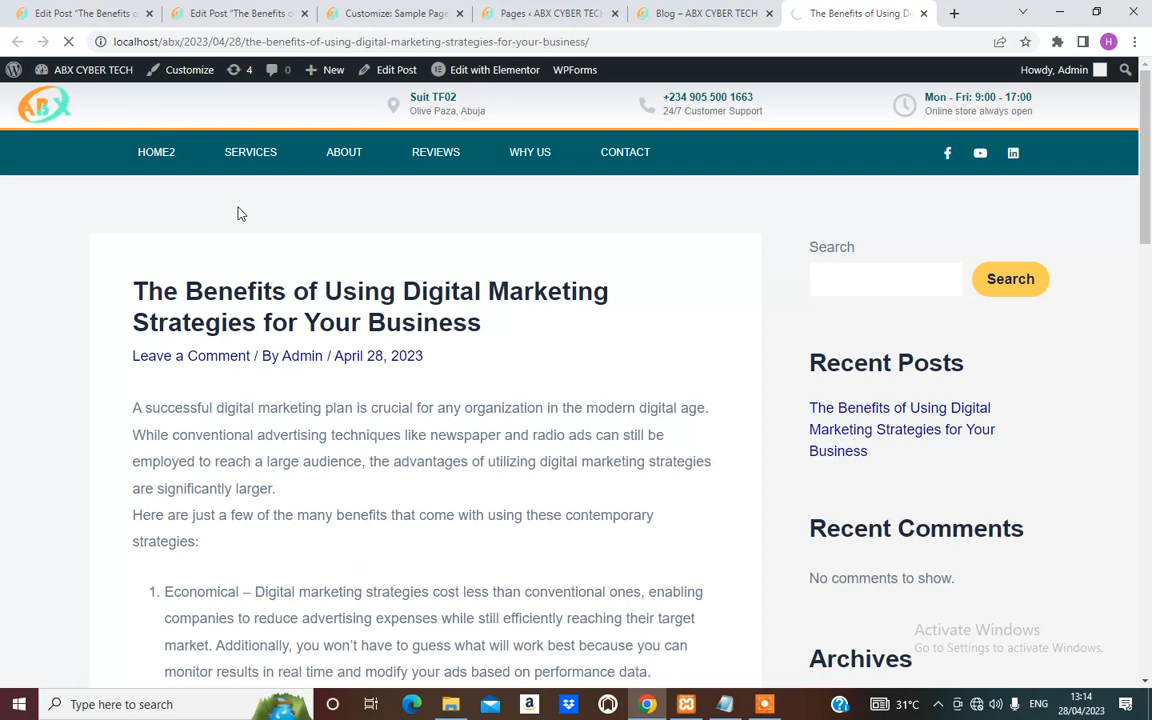 Edit Post “The Benefits o
Edit Post “The Benefits of
Customize: Sample Page
Pages ‹ ABX CYBER TEC
Blog – ABX CYBER TECH
The Benefits of Using Di
localhost/abx/2023/04/28/the-benefits-of-using-digital-marketing-strategies-for-your-business/
H
ABX CYBER TECH
Customize
4
0
New
Edit Post
Edit with Elementor
WPForms
Howdy, Admin
ABX
Suit TF02
Olive Paza, Abuja
+234 905 500 1663
24/7 Customer Support
Mon - Fri: 9:00 - 17:00
Online store always open
HOME2
SERVICES
ABOUT
REVIEWS
WHY US
CONTACT
The Benefits of Using Digital Marketing
Strategies for Your Business
Leave a Comment / By Admin / April 28, 2023
A successful digital marketing plan is crucial for any organization in the modern digital age.
While conventional advertising techniques like newspaper and radio ads can still be
employed to reach a large audience, the advantages of utilizing digital marketing strategies
are significantly larger.
Here are just a few of the many benefits that come with using these contemporary
strategies:
1. Economical – Digital marketing strategies cost less than conventional ones, enabling
companies to reduce advertising expenses while still efficiently reaching their target
market. Additionally, you won’t have to guess what will work best because you can
monitor results in real time and modify your ads based on performance data.
Search
Search
Recent Posts
The Benefits of Using Digital
Marketing Strategies for Your
Business
Recent Comments
No comments to show.
Archives
Activate Windows
Go to Settings to activate Windows.
Type here to search
31°C
ENG
13:14
28/04/2023